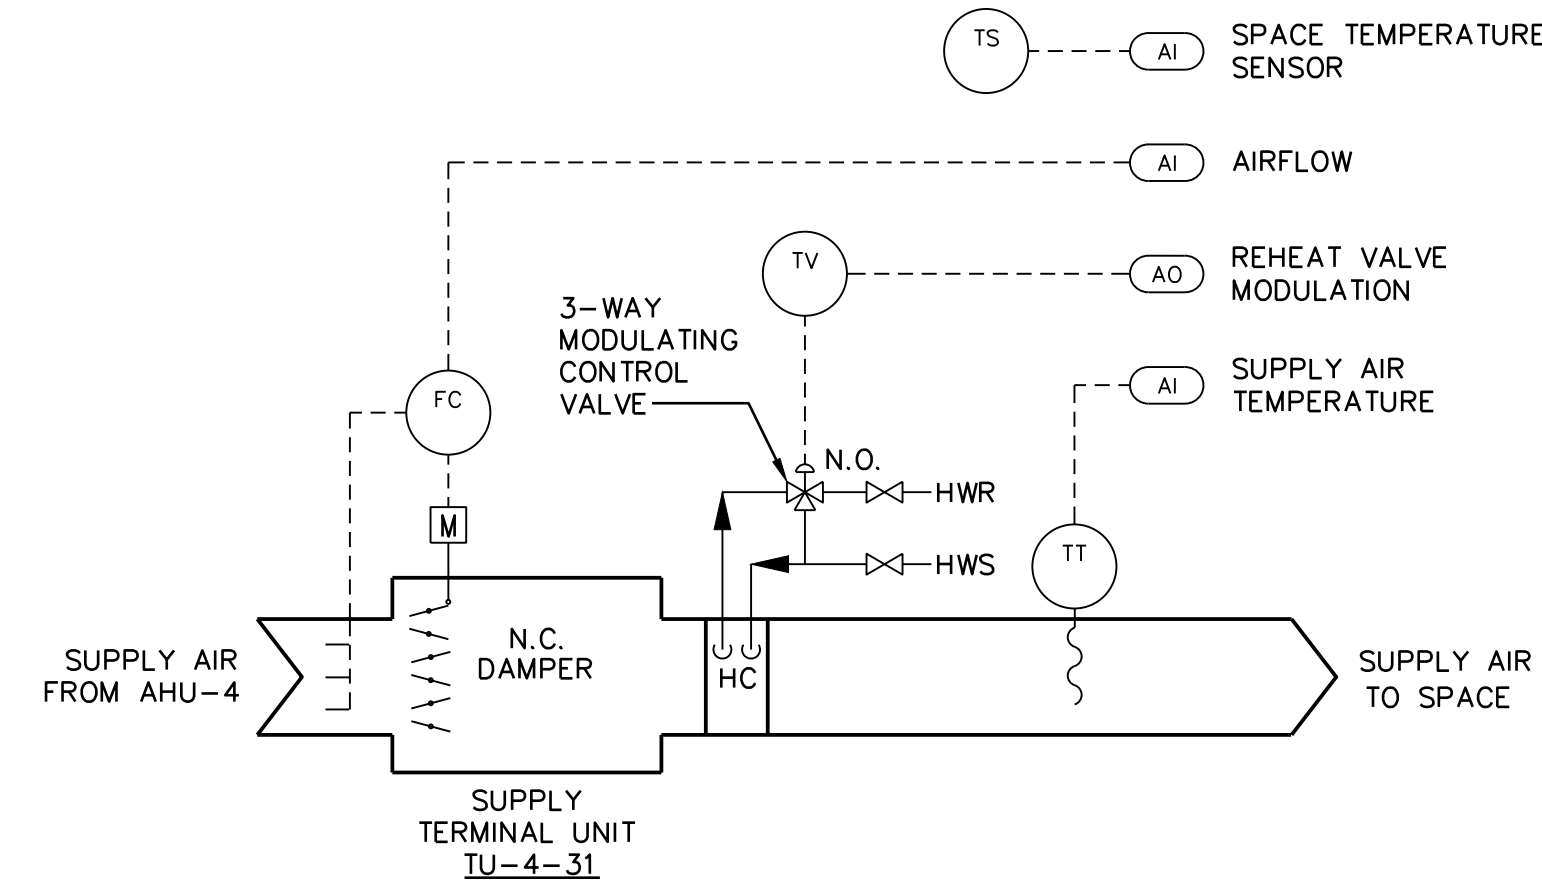 TS
AI
SPACE TEMPERATURE
SENSOR
AI
AIRFLOW
TV
AO
REHEAT VALVE
MODULATION
3-WAY
MODULATING
CONTROL
VALVE
AI
SUPPLY AIR
TEMPERATURE
FC
N.O.
HWR
M
HWS
TT
N.C.
DAMPER
HC
SUPPLY AIR
FROM AHU-4
SUPPLY AIR
TO SPACE
SUPPLY
TERMINAL UNIT
TU-4-31